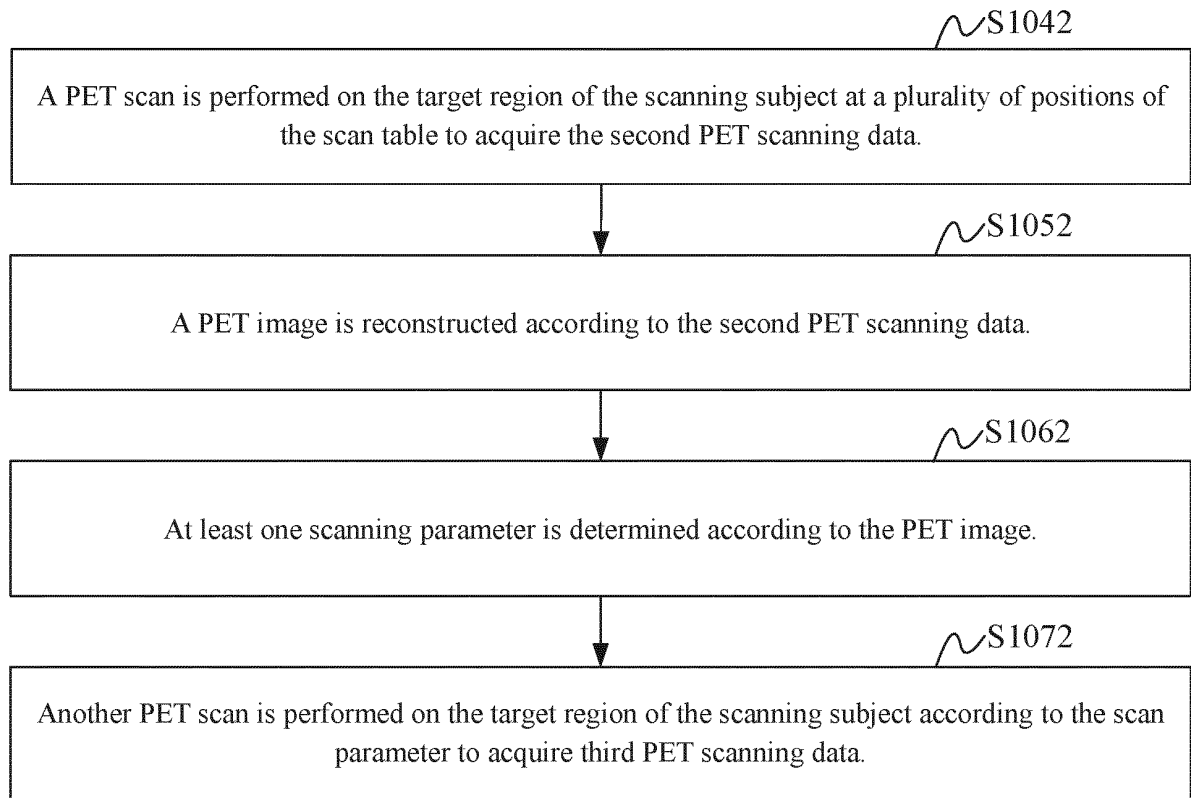 S1042
A PET scan is performed on the target region of the scanning subject at a plurality of positions of
the scan table to acquire the second PET scanning data.
S1052
A PET image is reconstructed according to the second PET scanning data.
S1062
At least one scanning parameter is determined according to the PET image.
S1072
Another PET scan is performed on the target region of the scanning subject according to the scan
parameter to acquire third PET scanning data.